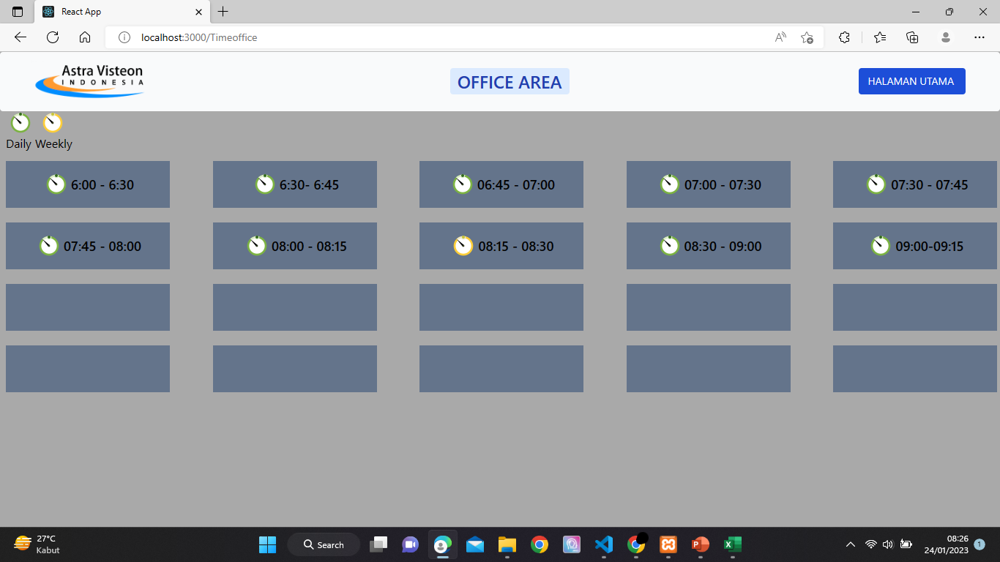 React App
localhost:3000/Timeoffice
Astra Visteon
INDONESIA
OFFICE AREA
HALAMAN UTAMA
Daily Weekly
6:00 - 6:30
6:30- 6:45
06:45 - 07:00
07:00 - 07:30
07:30 - 07:45
07:45 - 08:00
08:00 - 08:15
08:15 - 08:30
08:30 - 09:00
09:00-09:15
27°C
Kabut
Search
08:26
24/01/2023
1